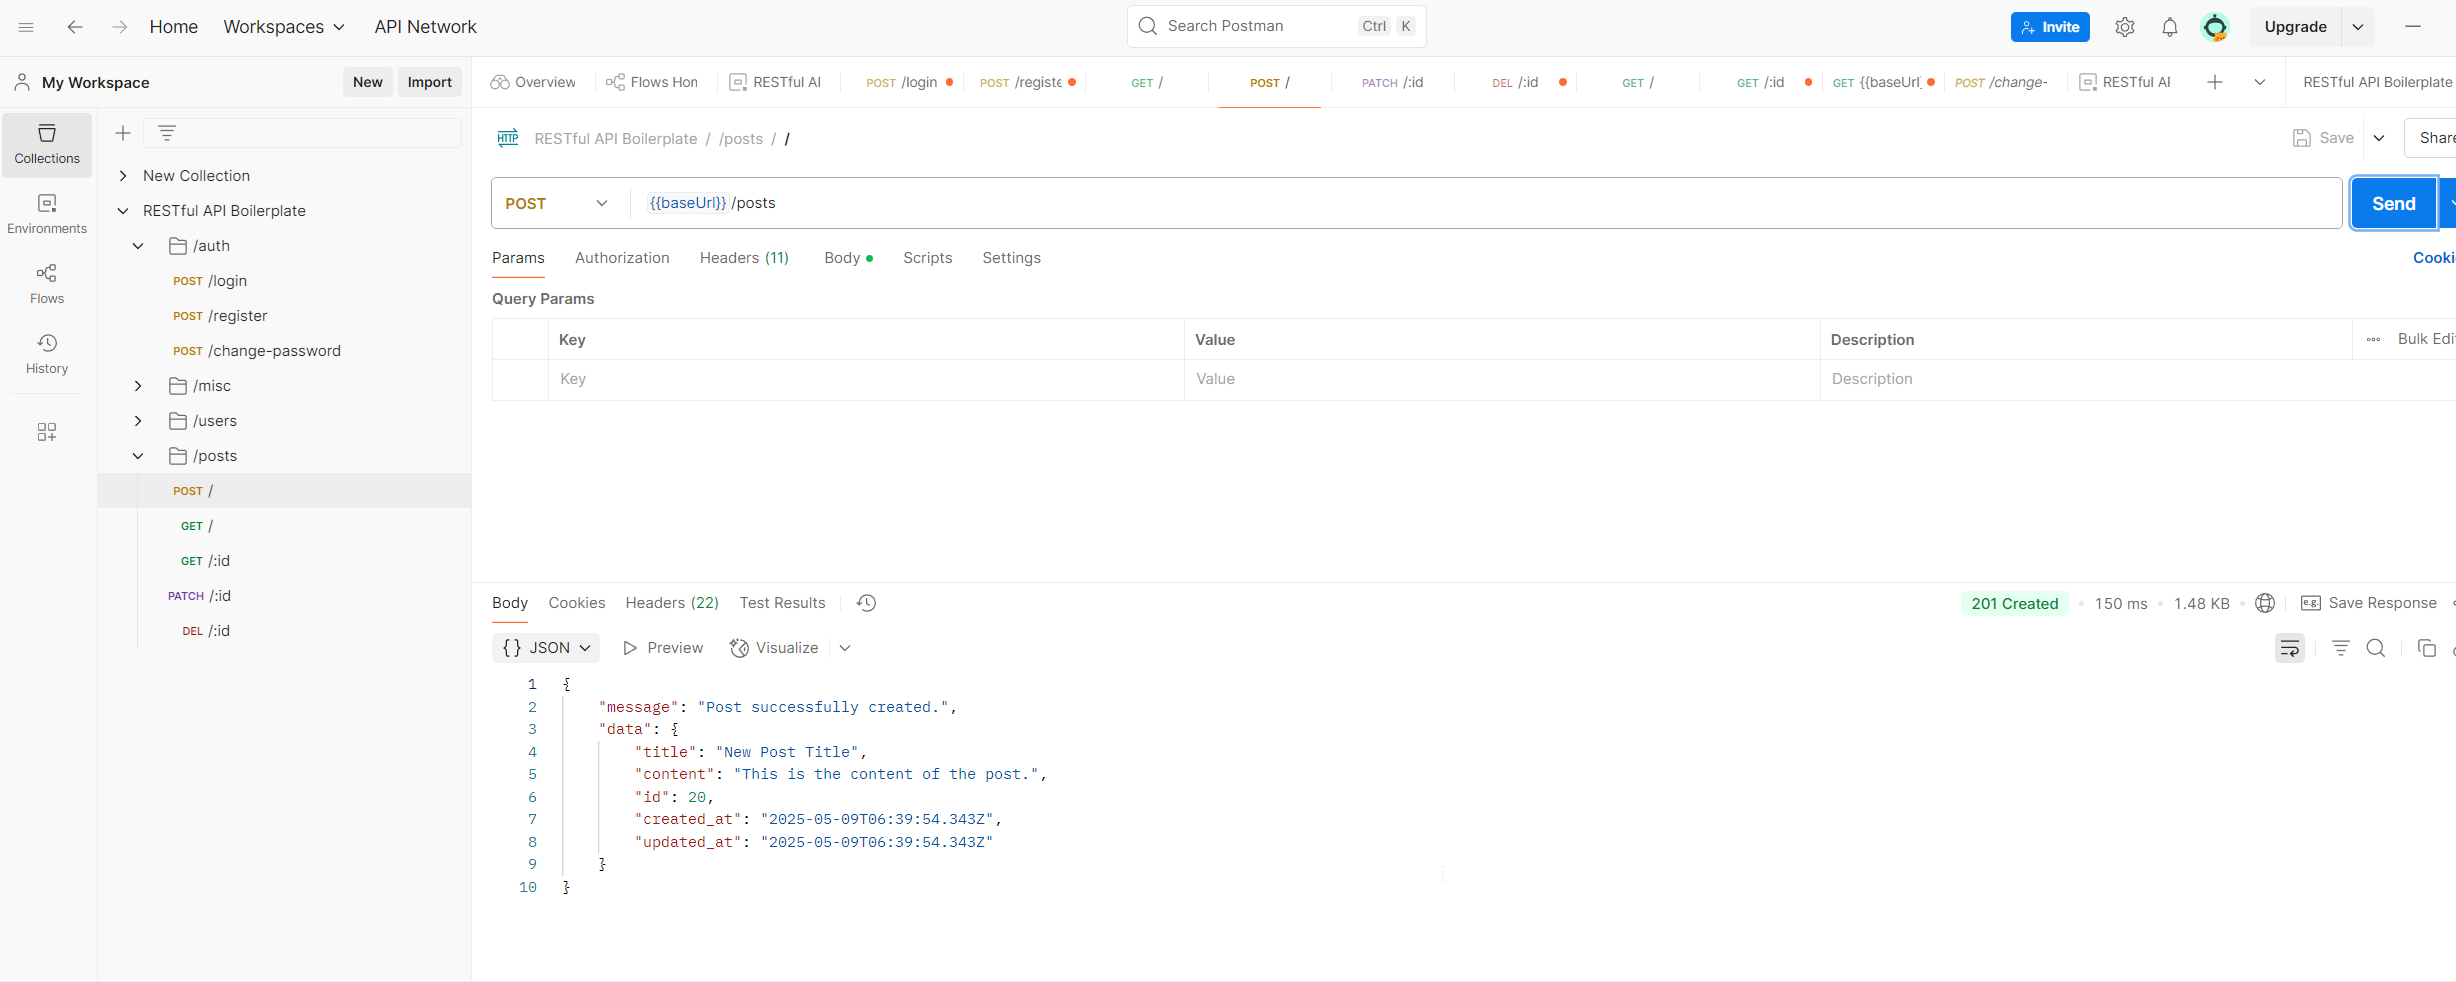 Home Workspaces API Network Search Postman Ctrl K Invite Upgrade
My Workspace New Import
Overview Flows Hon RESTful AI POST /login POST /registe GET / POST / PATCH /:id DEL /:id GET / GET /:id GET {{baseUrl POST /change- RESTful AF RESTful API Boilerplate
Collections
Environments
Flows
History
New Collection
RESTful API Boilerplate
/auth
POST /login
POST /register
POST /change-password
/misc
/users
/posts
POST /
GET /
GET /:id
PATCH /:id
DEL /:id
HTTP RESTful API Boilerplate / /posts / / Save Share
POST {{baseUrl}} /posts Send
Params Authorization Headers (11) Body Scripts Settings Cooki
Query Params
Key Value Description Bulk Edit
Key Value Description
Body Cookies Headers (22) Test Results 201 Created 150 ms 1.48 KB e.g. Save Response
{} JSON Preview Visualize
1 {
2 "message": "Post successfully created.",
3 "data": {
4 "title": "New Post Title",
5 "content": "This is the content of the post.",
6 "id": 20,
7 "created_at": "2025-05-09T06:39:54.343Z",
8 "updated_at": "2025-05-09T06:39:54.343Z"
9 }
10 }